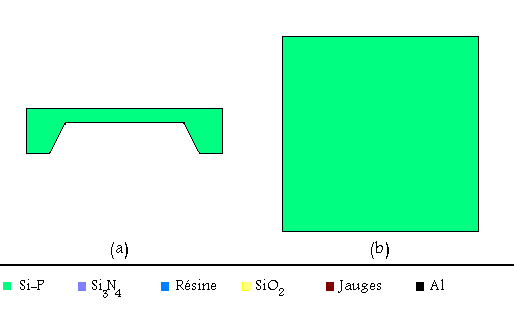 (a) (b)
Si-P Si₃N₄ Résine SiO₂ Jauges Al